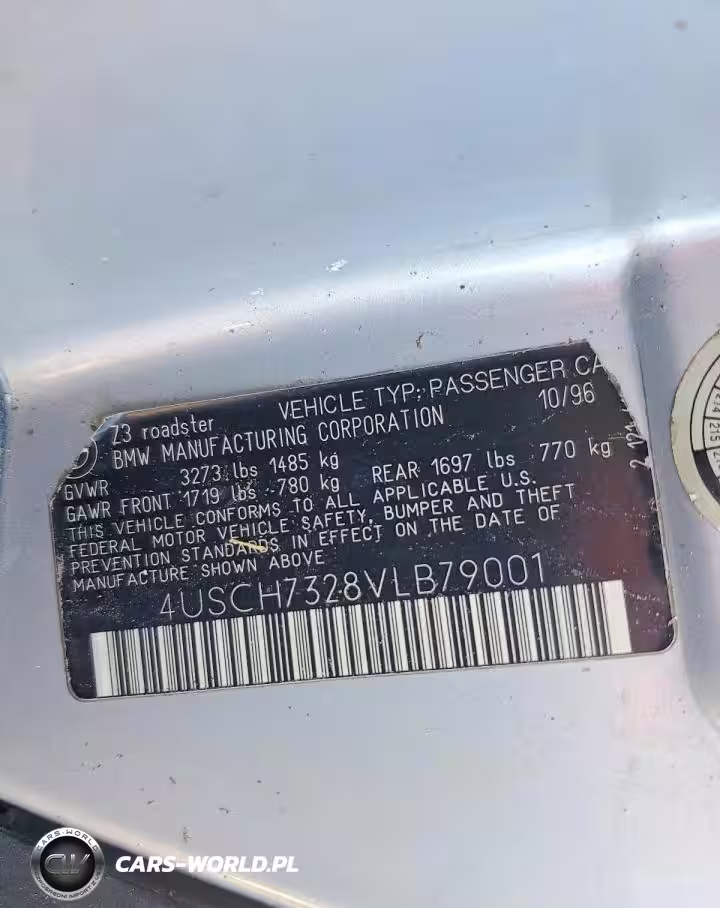 VEHICLE TYP: PASSENGER CA
Z3 roadster 10/96
BMW MANUFACTURING CORPORATION
GVWR 3273 lbs 1485 kg
GAWR FRONT 1719 lbs 780 kg REAR 1697 lbs 770 kg
THIS VEHICLE CONFORMS TO ALL APPLICABLE U.S.
FEDERAL MOTOR VEHICLE SAFETY, BUMPER AND THEFT
PREVENTION STANDARDS IN EFFECT ON THE DATE OF
MANUFACTURE SHOWN ABOVE
4USCH7328VLB79001
CARS-WORLD
CARS-WORLD.PL